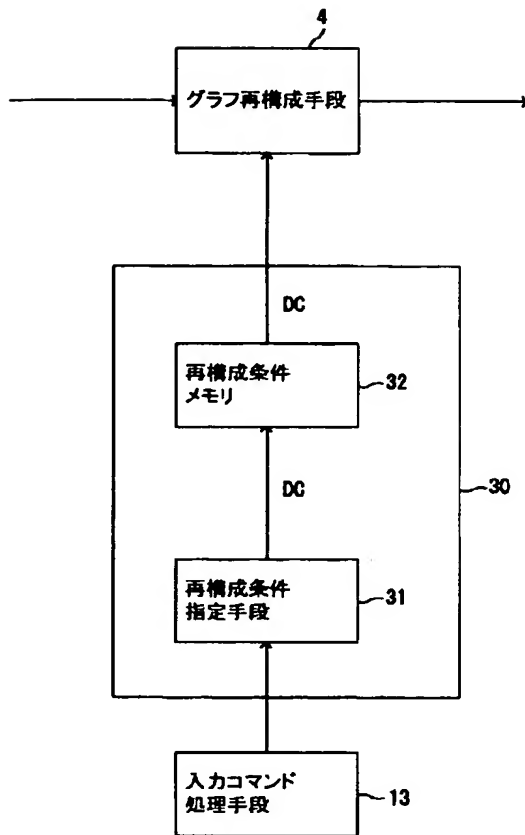 4
グラフ再構成手段
DC
再構成条件
メモリ
32
DC
30
再構成条件
指定手段
31
入力コマンド
処理手段
13